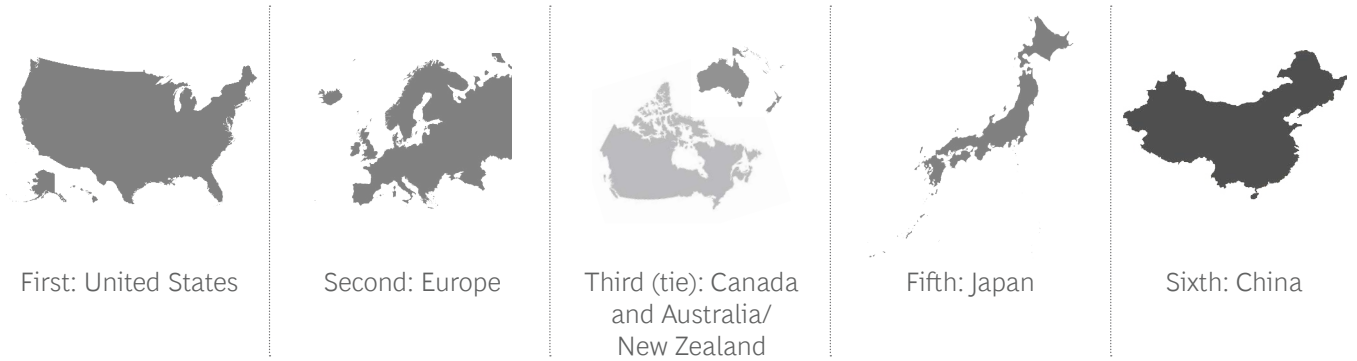 First: United States
Second: Europe
Third (tie): Canada
and Australia/
New Zealand
Fifth: Japan
Sixth: China